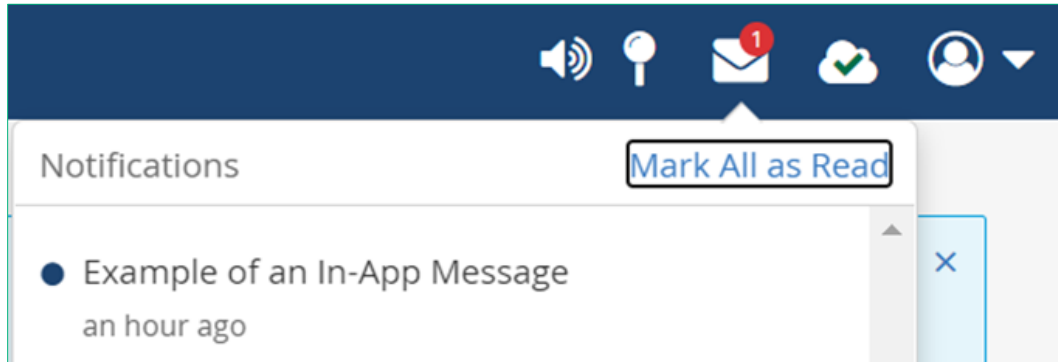 1
Notifications
Mark All as Read
Example of an In-App Message
an hour ago